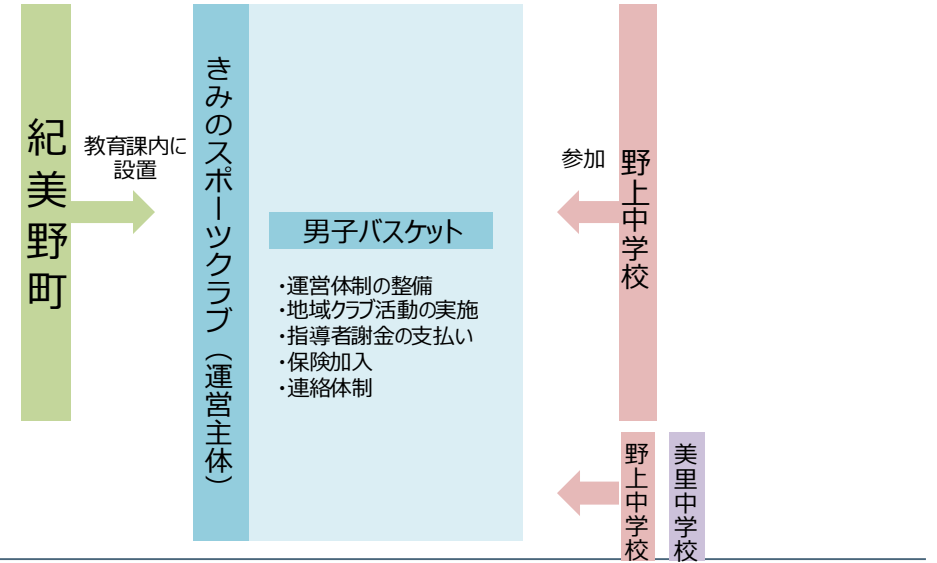 紀美野町
教育課内に
設置
きみのスポーツクラブ（運営主体）
男子バスケット
・運営体制の整備
・地域クラブ活動の実施
・指導者謝金の支払い
・保険加入
・連絡体制
参加
野上中学校
野上中学校
美里中学校